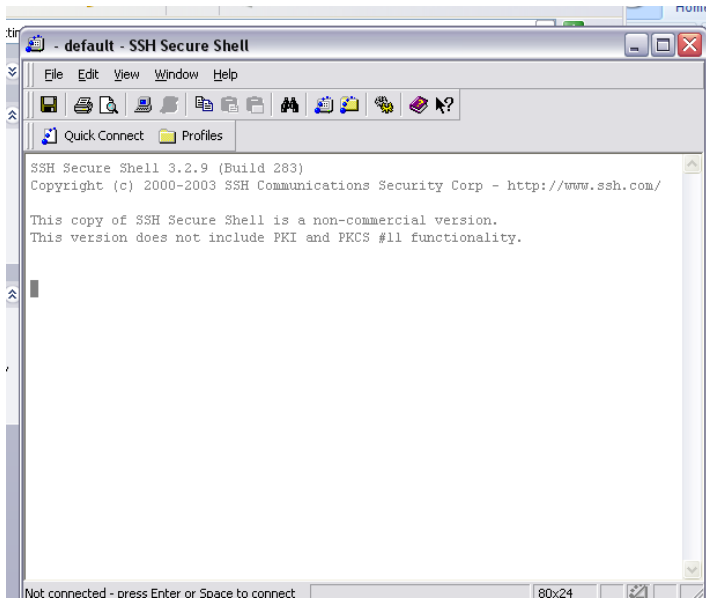 Home
- default - SSH Secure Shell
File Edit View Window Help
Quick Connect Profiles
SSH Secure Shell 3.2.9 (Build 283)
Copyright (c) 2000-2003 SSH Communications Security Corp - http://www.ssh.com/
This copy of SSH Secure Shell is a non-commercial version.
This version does not include PKI and PKCS #11 functionality.
Not connected - press Enter or Space to connect 80x24